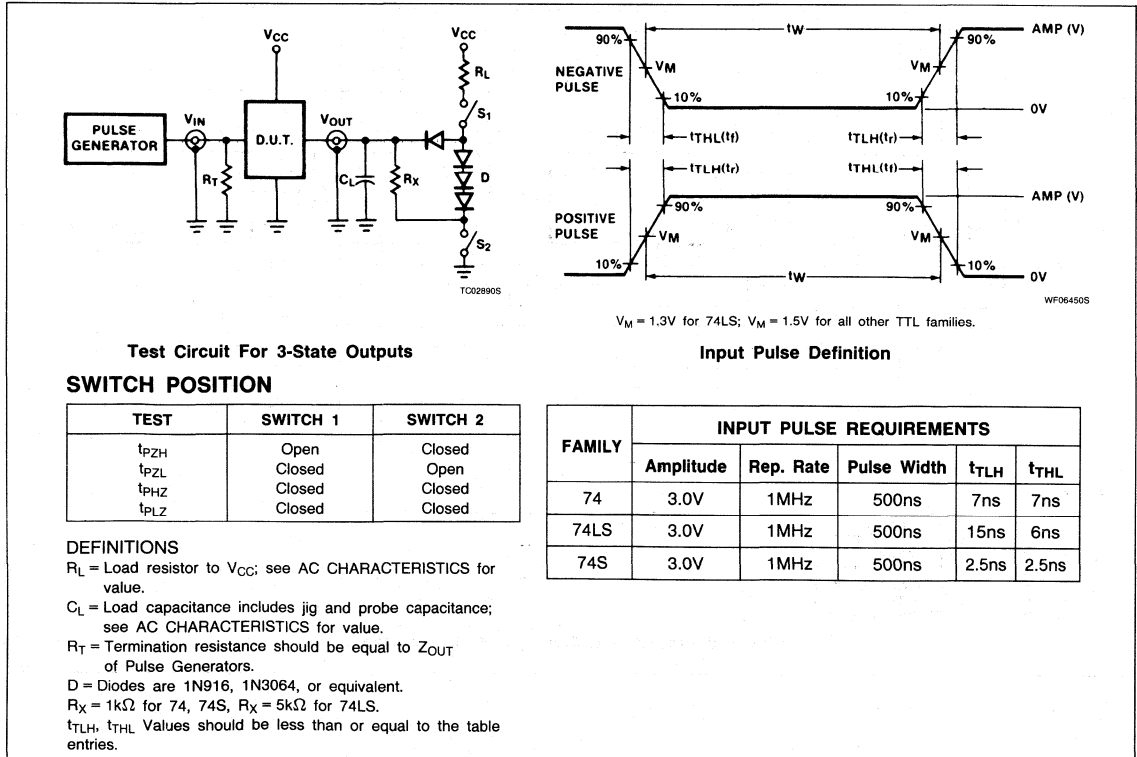 VCC
VCC
RL
S1
PULSE
GENERATOR
VIN
D.U.T.
VOUT
RT
CL
RX
D
S2
TC02890S
Test Circuit For 3-State Outputs
NEGATIVE
PULSE
90%
tW
90%
AMP (V)
VM
VM
10%
10%
0V
tTHL(tf)
tTLH(tr)
tTLH(tr)
tTHL(tf)
POSITIVE
PULSE
90%
90%
AMP (V)
VM
VM
10%
tW
10%
0V
WF06450S
VM = 1.3V for 74LS; VM = 1.5V for all other TTL families.
Input Pulse Definition
SWITCH POSITION
TEST SWITCH 1 SWITCH 2
tPZH Open Closed
tPZL Closed Open
tPHZ Closed Closed
tPLZ Closed Closed
DEFINITIONS
RL = Load resistor to VCC; see AC CHARACTERISTICS for
value.
CL = Load capacitance includes jig and probe capacitance;
see AC CHARACTERISTICS for value.
RT = Termination resistance should be equal to ZOUT
of Pulse Generators.
D = Diodes are 1N916, 1N3064, or equivalent.
RX = 1kΩ for 74, 74S, RX = 5kΩ for 74LS.
tTLH, tTHL Values should be less than or equal to the table
entries.
FAMILY INPUT PULSE REQUIREMENTS
Amplitude Rep. Rate Pulse Width tTLH tTHL
74 3.0V 1MHz 500ns 7ns 7ns
74LS 3.0V 1MHz 500ns 15ns 6ns
74S 3.0V 1MHz 500ns 2.5ns 2.5ns